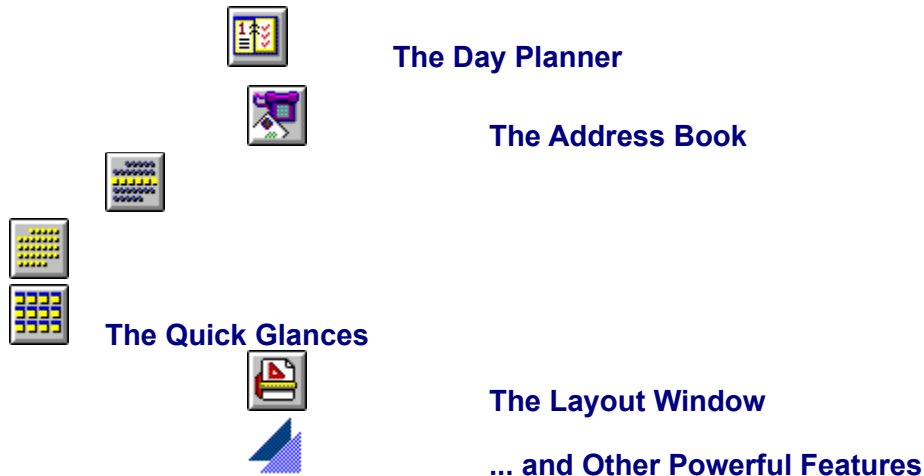 The Day Planner
The Address Book
The Quick Glances
The Layout Window
... and Other Powerful Features